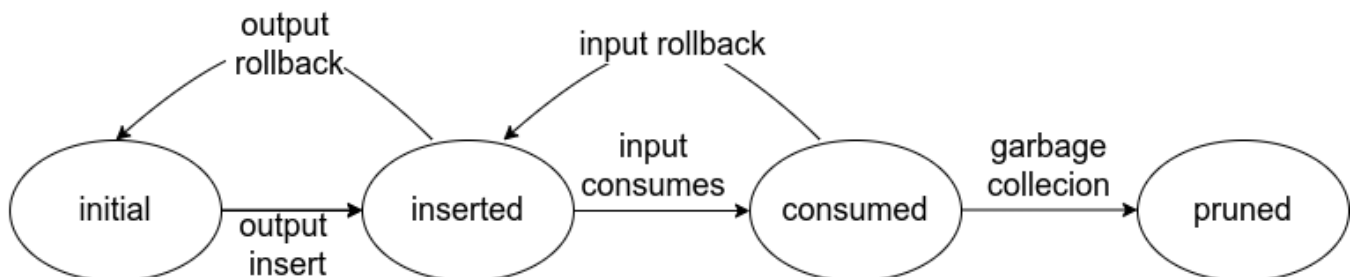 output
rollback
input rollback
initial
output
insert
inserted
input
consumes
consumed
garbage
collecion
pruned